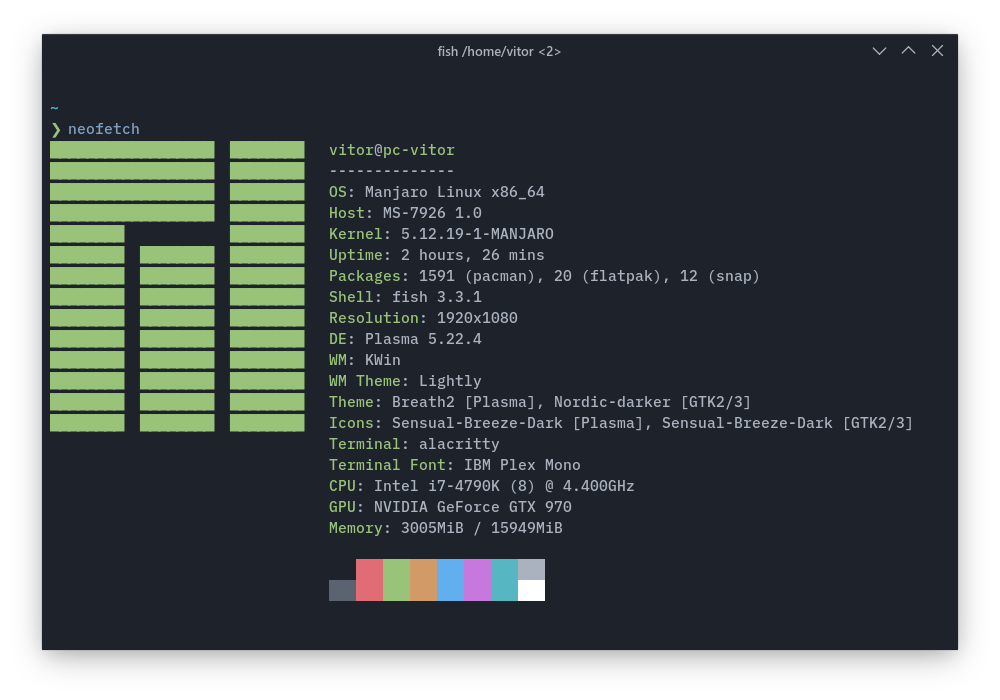 fish /home/vitor <2>
~
❯ neofetch
vitor@pc-vitor
--------------
OS: Manjaro Linux x86_64
Host: MS-7926 1.0
Kernel: 5.12.19-1-MANJARO
Uptime: 2 hours, 26 mins
Packages: 1591 (pacman), 20 (flatpak), 12 (snap)
Shell: fish 3.3.1
Resolution: 1920x1080
DE: Plasma 5.22.4
WM: KWin
WM Theme: Lightly
Theme: Breath2 [Plasma], Nordic-darker [GTK2/3]
Icons: Sensual-Breeze-Dark [Plasma], Sensual-Breeze-Dark [GTK2/3]
Terminal: alacritty
Terminal Font: IBM Plex Mono
CPU: Intel i7-4790K (8) @ 4.400GHz
GPU: NVIDIA GeForce GTX 970
Memory: 3005MiB / 15949MiB